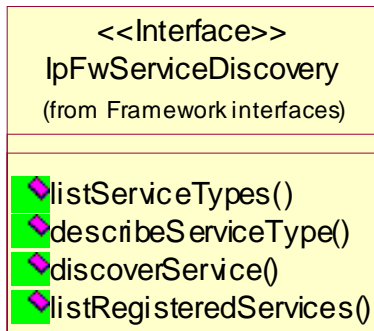 <<Interface>>
IpFwServiceDiscovery
(from Framework interfaces)
listServiceTypes()
describeServiceType()
discoverService()
listRegisteredServices()